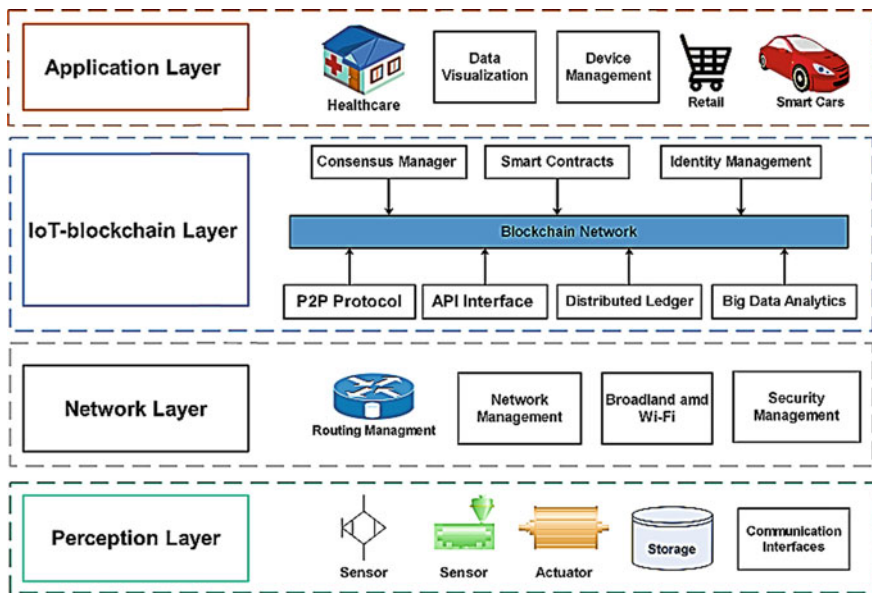 Application Layer
Healthcare
Data
Visualization
Device
Management
Retail
Smart Cars
IoT-blockchain Layer
Consensus Manager
Smart Contracts
Identity Management
Blockchain Network
P2P Protocol
API Interface
Distributed Ledger
Big Data Analytics
Network Layer
Routing Managment
Network
Management
Broadland amd
Wi-Fi
Security
Management
Perception Layer
Sensor
Sensor
Actuator
Storage
Communication
Interfaces